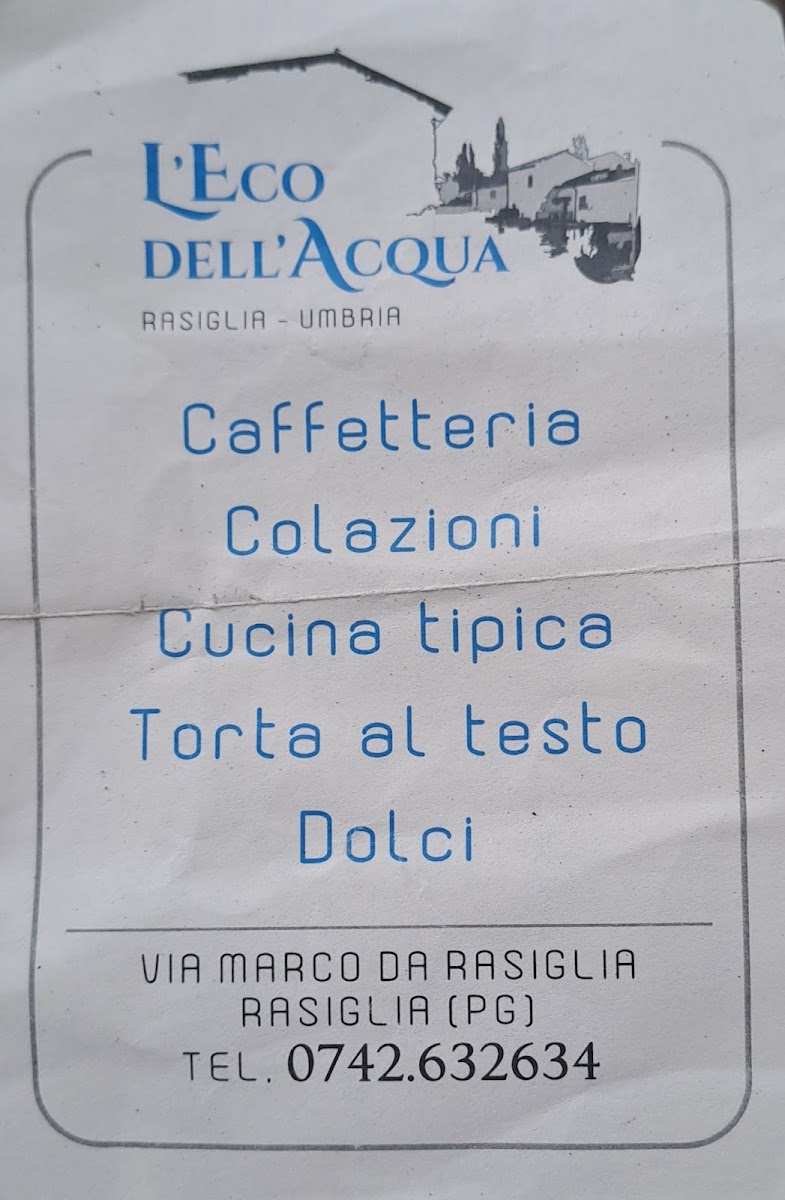 L'Eco
dell'Acqua
RASIGLIA - UMBRIA
Caffetteria
Colazioni
Cucina tipica
Torta al testo
Dolci
VIA MARCO DA RASIGLIA
RASIGLIA (PG)
TEL. 0742.632634